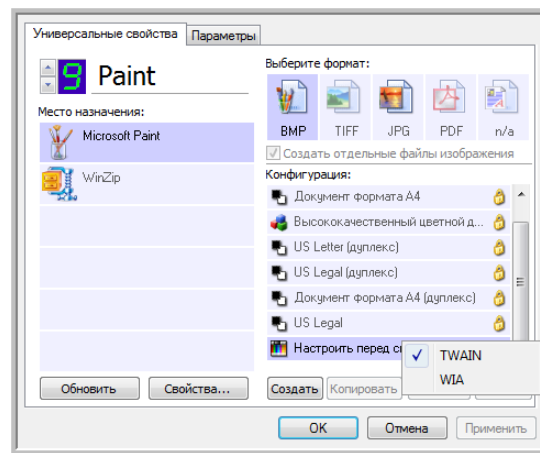 Универсальные свойства Параметры
9 Paint
Место назначения:
Microsoft Paint
WinZip
Обновить Свойства...
Выберите формат:
BMP TIFF JPG PDF n/a
Создать отдельные файлы изображения
Конфигурация:
Документ формата A4
Высококачественный цветной д...
US Letter (дуплекс)
US Legal (дуплекс)
Документ формата A4 (дуплекс)
US Legal
Настроить перед
TWAIN
WIA
Создать Копировать
OK Отмена Применить